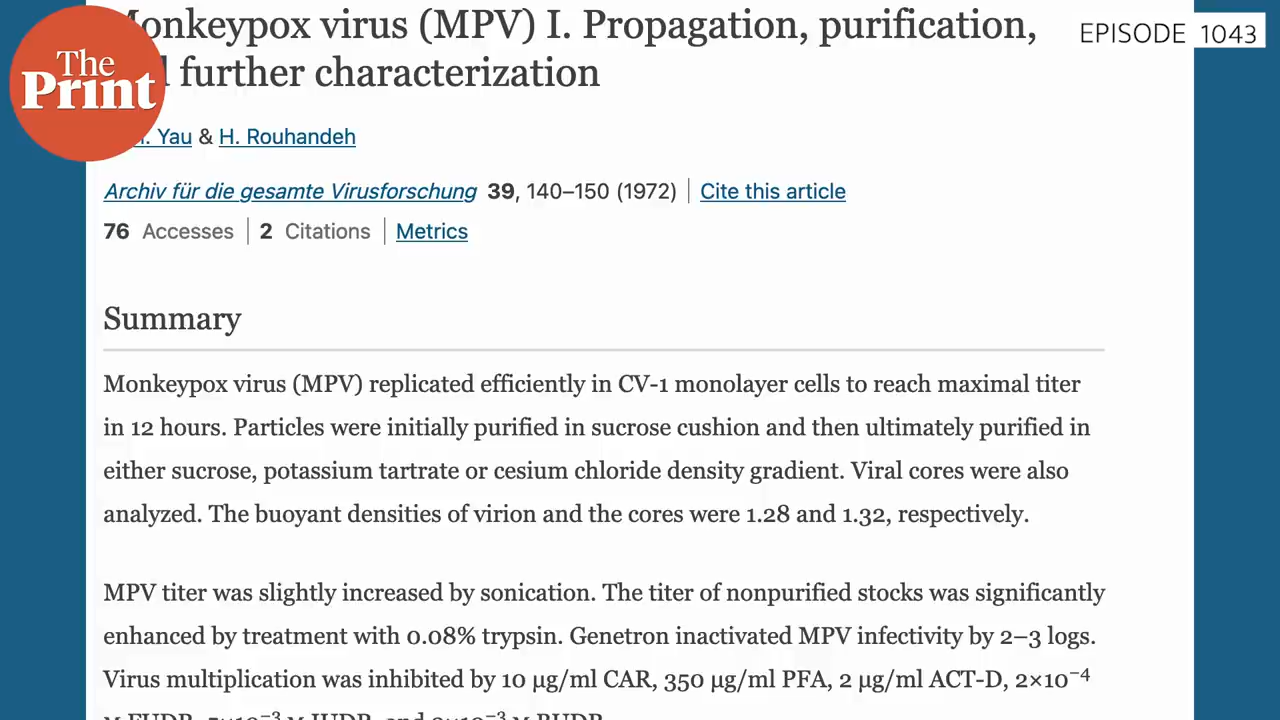 The
Print
EPISODE 1043
onkeypox virus (MPV) I. Propagation, purification,
further characterization
Yau & H. Rouhandeh
Archiv für die gesamte Virusforschung 39, 140–150 (1972) | Cite this article
76 Accesses | 2 Citations | Metrics
Summary
Monkeypox virus (MPV) replicated efficiently in CV-1 monolayer cells to reach maximal titer
in 12 hours. Particles were initially purified in sucrose cushion and then ultimately purified in
either sucrose, potassium tartrate or cesium chloride density gradient. Viral cores were also
analyzed. The buoyant densities of virion and the cores were 1.28 and 1.32, respectively.
MPV titer was slightly increased by sonication. The titer of nonpurified stocks was significantly
enhanced by treatment with 0.08% trypsin. Genetron inactivated MPV infectivity by 2–3 logs.
Virus multiplication was inhibited by 10 µg/ml CAR, 350 µg/ml PFA, 2 µg/ml ACT-D, 2×10⁻⁴